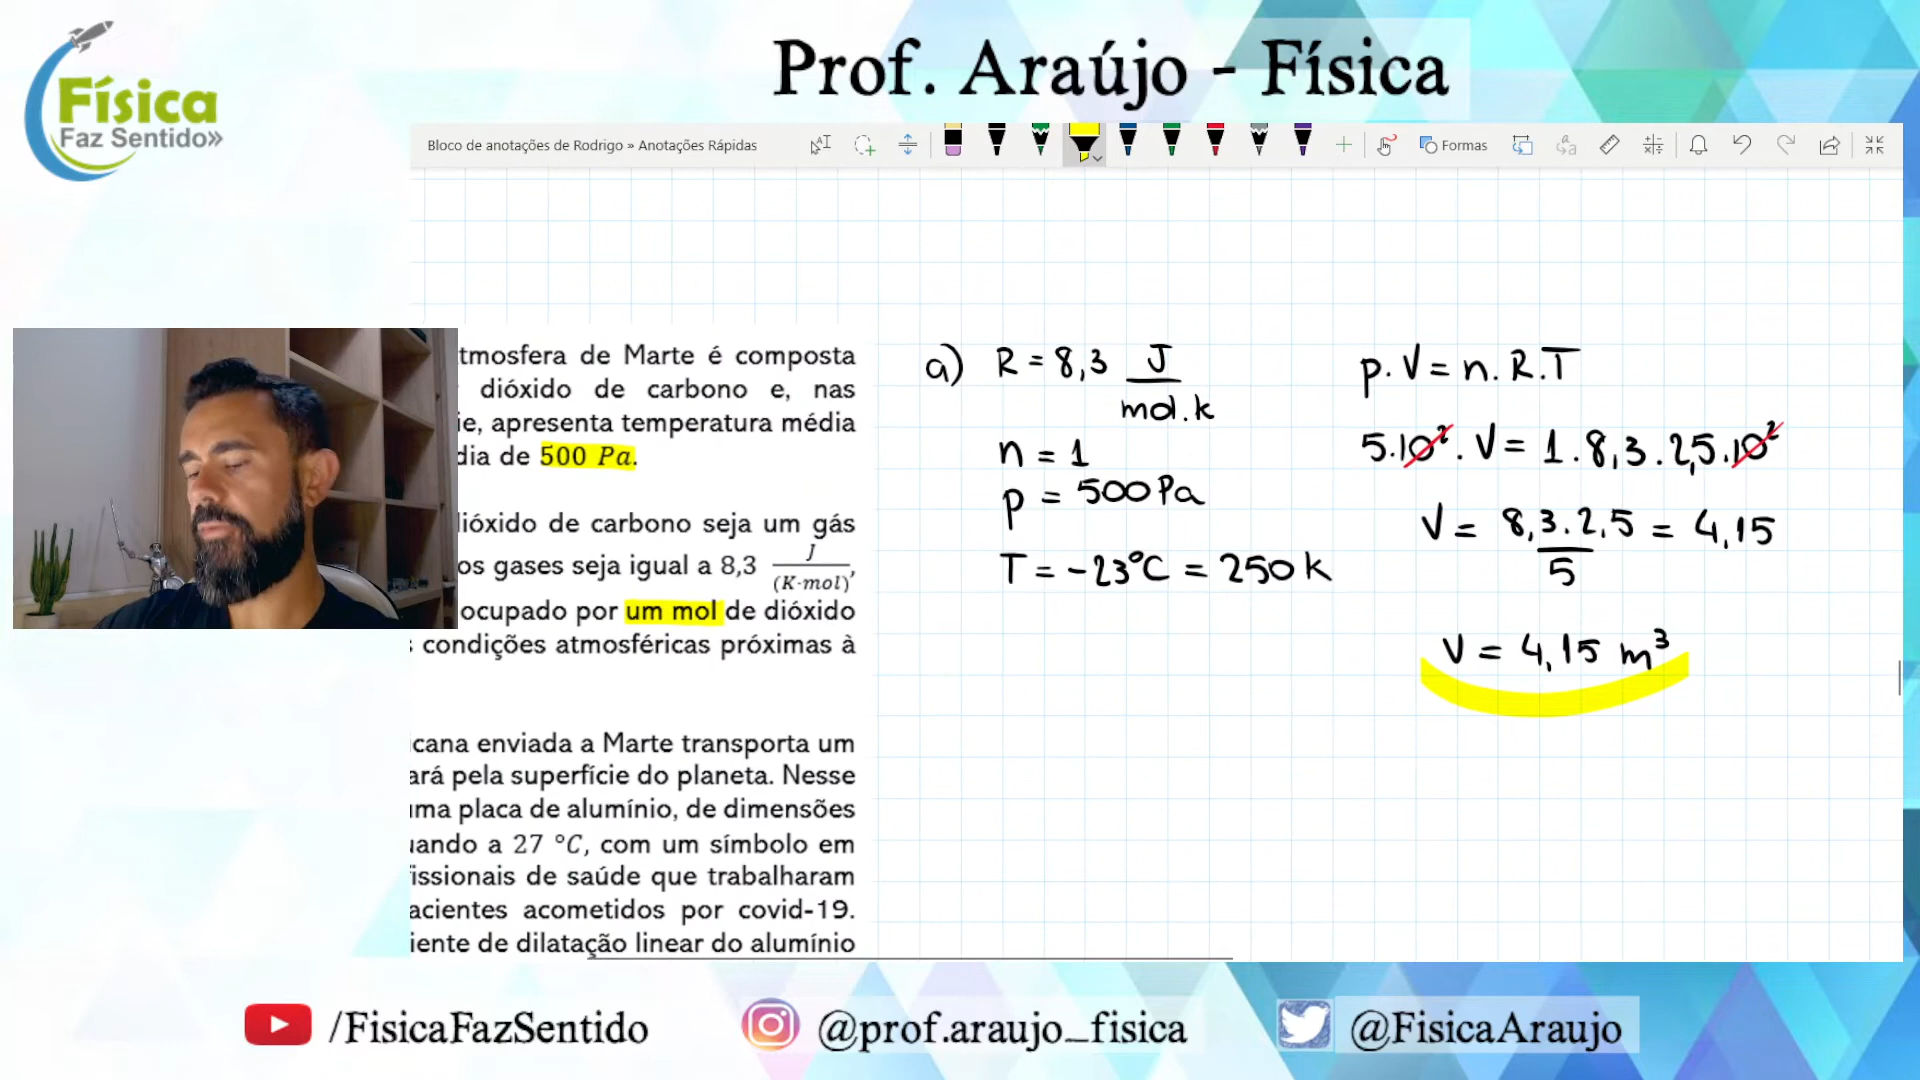 Prof. Araújo - Física
Física
Faz Sentido»
Bloco de anotações de Rodrigo » Anotações Rápidas
Formas
tmosfera de Marte é composta
dióxido de carbono e, nas
ie, apresenta temperatura média
dia de 500 Pa.
ióxido de carbono seja um gás
os gases seja igual a 8,3 J/(K·mol),
ocupado por um mol de dióxido
condições atmosféricas próximas à
icana enviada a Marte transporta um
ará pela superfície do planeta. Nesse
uma placa de alumínio, de dimensões
uando a 27 °C, com um símbolo em
fissionais de saúde que trabalharam
acientes acometidos por covid-19.
iente de dilatação linear do alumínio
a) R = 8,3 J/mol.k
n = 1
p = 500 Pa
T = -23°C = 250 k
p. V = n. R. T
5.10². V = 1. 8,3. 2,5. 10²
V = 8,3. 2,5/5 = 4,15
V = 4,15 m³
/FisicaFazSentido
@prof.araujo_fisica
@FisicaAraujo